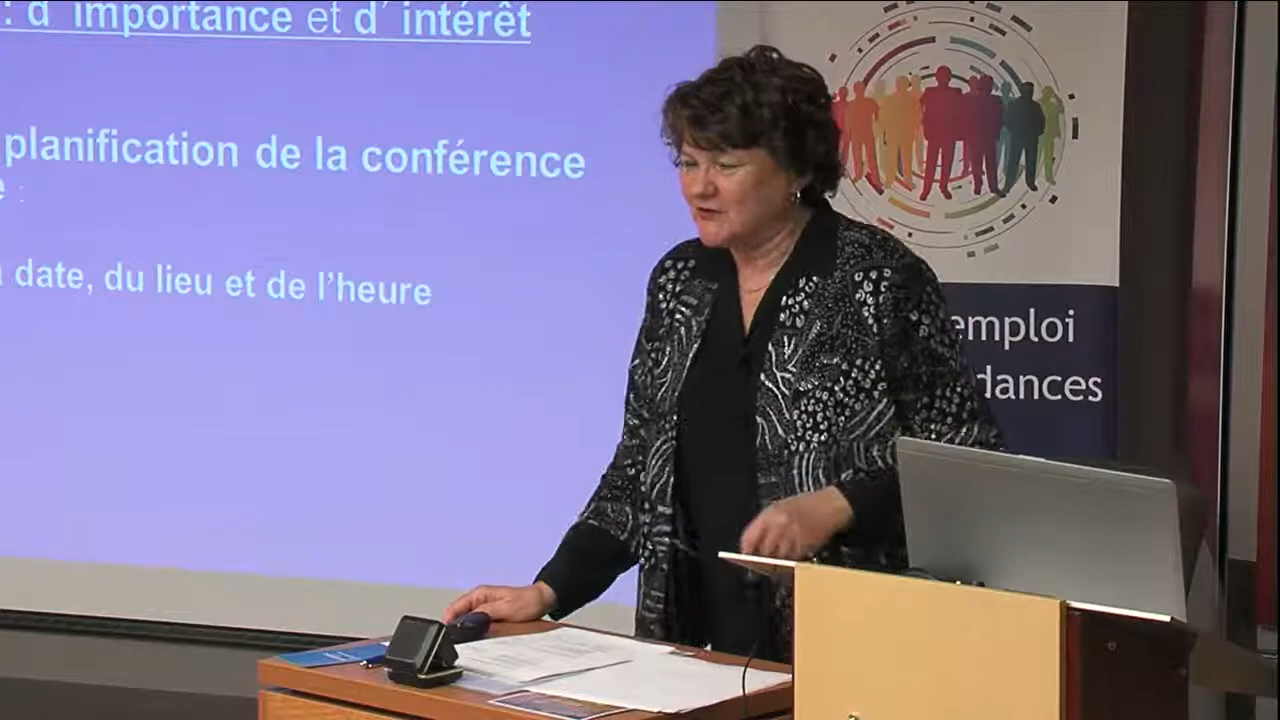 : d' importance et d' intérêt
planification de la conférence
e :
date, du lieu et de l'heure
emploi
dances